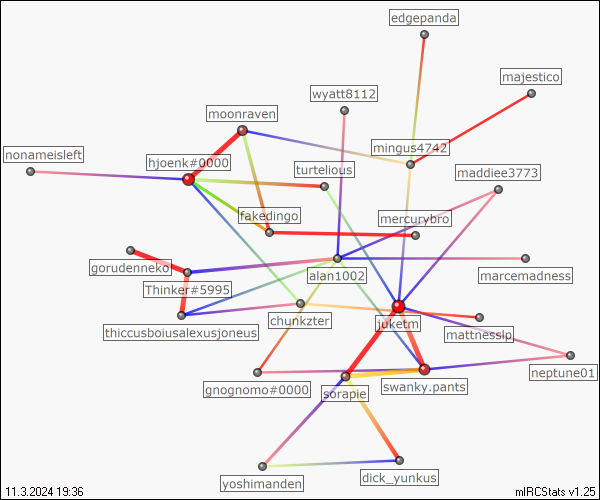 edgepanda
majestico
wyatt8112
moonraven
mingus4742
nonameisleft
hjoenk#0000
turtelious
maddiee3773
fakedingo
mercurybro
gorudenneko
alan1002
marcemadness
Thinker#5995
thiccusboiusalexusjoneus
chunkzter
juketm
mattnessip
neptune01
gnognomo#0000
sorapie
swanky.pants
yoshimanden
dick_yunkus
11.3.2024 19:36
mIRCStats v1.25